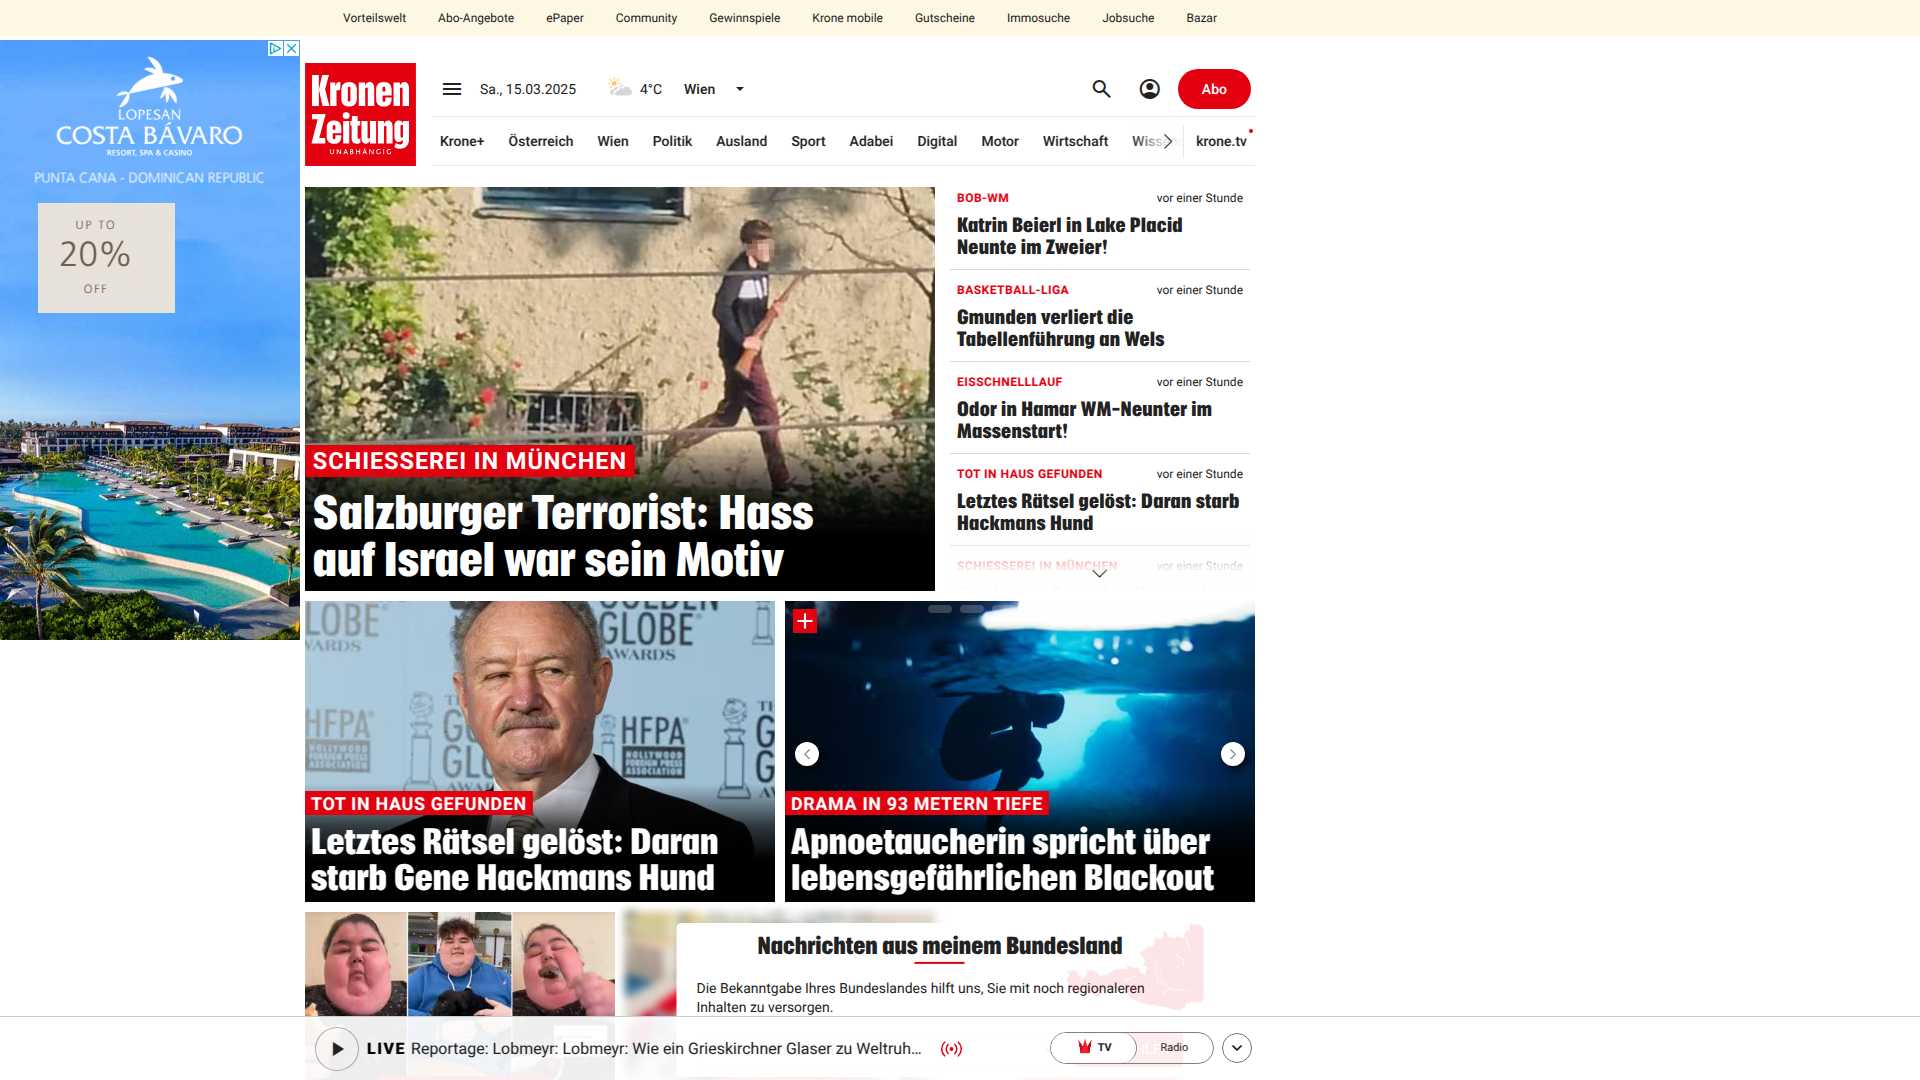 Vorteilswelt Abo-Angebote ePaper Community Gewinnspiele Krone mobile Gutscheine Immosuche Jobsuche Bazar
LOPESAN
COSTA BÁVARO
RESORT, SPA & CASINO
PUNTA CANA - DOMINICAN REPUBLIC
UP TO
20%
OFF
Kronen
Zeitung
UNABHÄNGIG
Sa., 15.03.2025 4°C Wien
Abo
Krone+ Österreich Wien Politik Ausland Sport Adabei Digital Motor Wirtschaft Wiss krone.tv
SCHIESSEREI IN MÜNCHEN
Salzburger Terrorist: Hass
auf Israel war sein Motiv
BOB-WM vor einer Stunde
Katrin Beierl in Lake Placid
Neunte im Zweier!
BASKETBALL-LIGA vor einer Stunde
Gmunden verliert die
Tabellenführung an Wels
EISSCHNELLLAUF vor einer Stunde
Odor in Hamar WM-Neunter im
Massenstart!
TOT IN HAUS GEFUNDEN vor einer Stunde
Letztes Rätsel gelöst: Daran starb
Hackmans Hund
SCHIESSEREI IN MÜNCHEN vor einer Stunde
GOLDEN
GLOBE
AWARDS
HFPA
HOLLYWOOD
FOREIGN PRESS
ASSOCIATION
TOT IN HAUS GEFUNDEN
Letztes Rätsel gelöst: Daran
starb Gene Hackmans Hund
DRAMA IN 93 METERN TIEFE
Apnoetaucherin spricht über
lebensgefährlichen Blackout
Nachrichten aus meinem Bundesland
Die Bekanntgabe Ihres Bundeslandes hilft uns, Sie mit noch regionaleren
Inhalten zu versorgen.
LIVE Reportage: Lobmeyr: Lobmeyr: Wie ein Grieskirchner Glaser zu Weltruh...
TV Radio